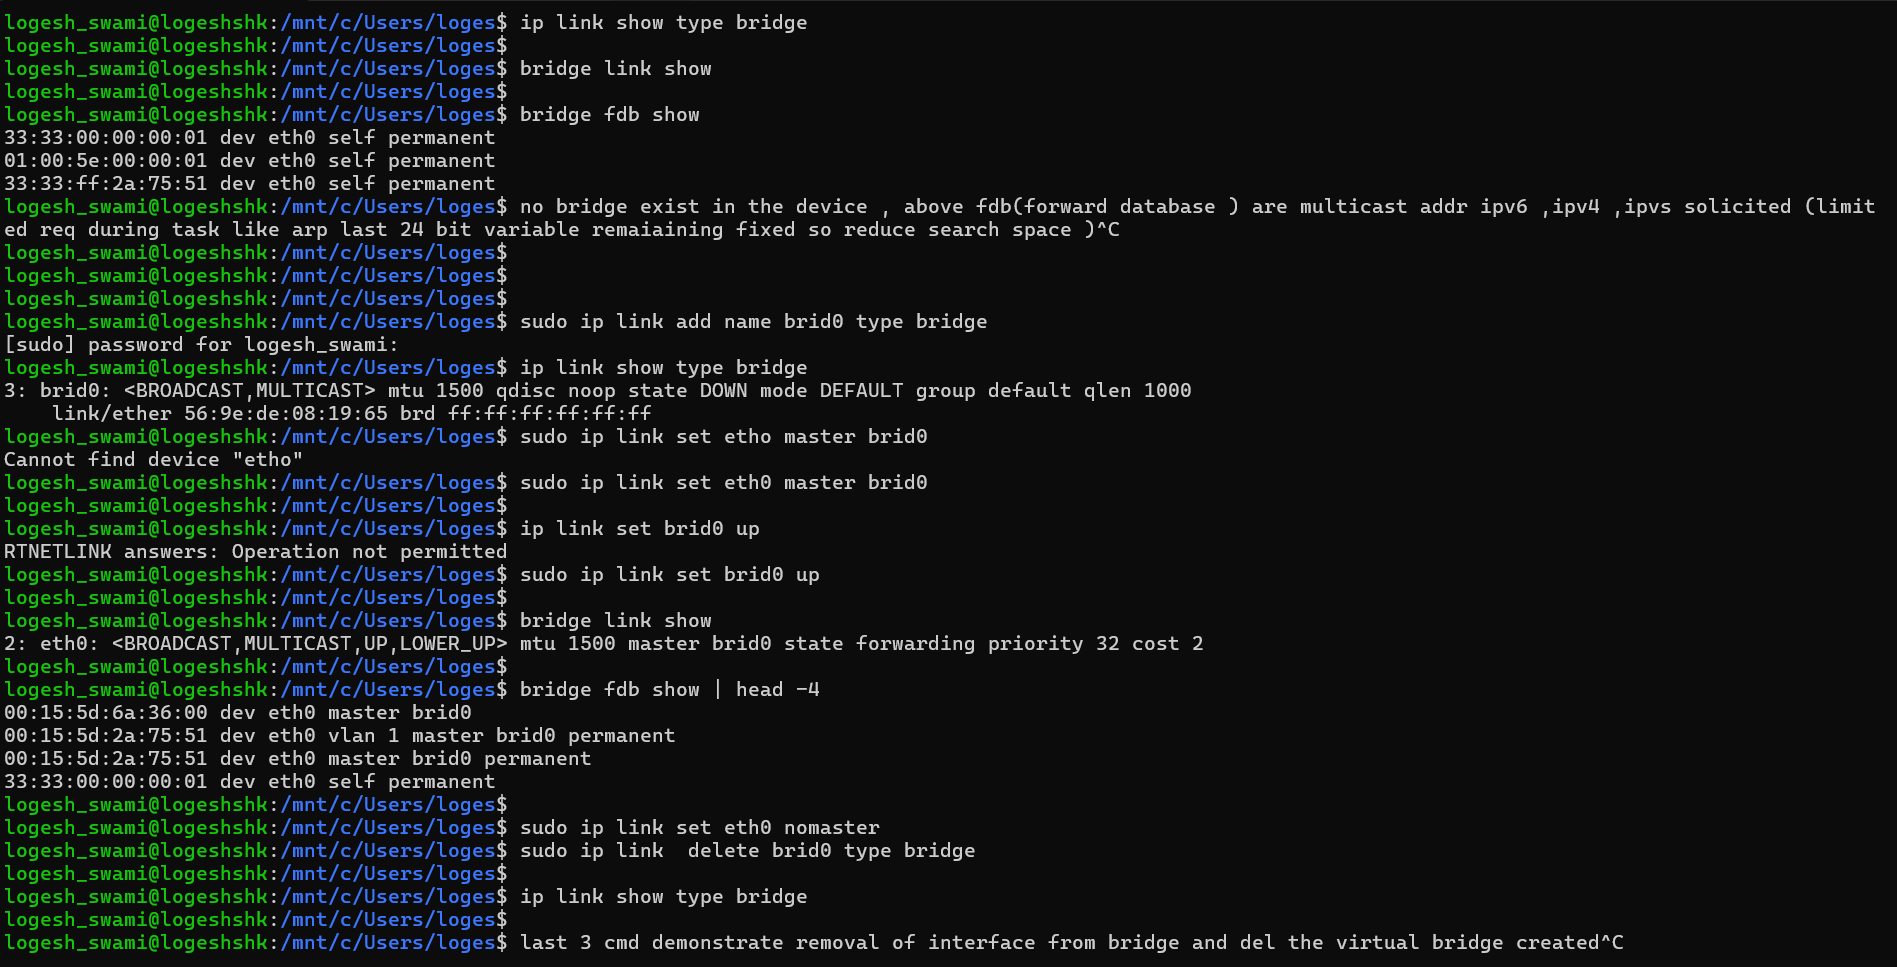 logesh_swami@logeshshk:/mnt/c/Users/loges$ ip link show type bridge
logesh_swami@logeshshk:/mnt/c/Users/loges$
logesh_swami@logeshshk:/mnt/c/Users/loges$ bridge link show
logesh_swami@logeshshk:/mnt/c/Users/loges$
logesh_swami@logeshshk:/mnt/c/Users/loges$ bridge fdb show
33:33:00:00:00:01 dev eth0 self permanent
01:00:5e:00:00:01 dev eth0 self permanent
33:33:ff:2a:75:51 dev eth0 self permanent
logesh_swami@logeshshk:/mnt/c/Users/loges$ no bridge exist in the device , above fdb(forward database ) are multicast addr ipv6 ,ipv4 ,ipvs solicited (limit
ed req during task like arp last 24 bit variable remaiaining fixed so reduce search space )^C
logesh_swami@logeshshk:/mnt/c/Users/loges$
logesh_swami@logeshshk:/mnt/c/Users/loges$
logesh_swami@logeshshk:/mnt/c/Users/loges$
logesh_swami@logeshshk:/mnt/c/Users/loges$ sudo ip link add name brid0 type bridge
[sudo] password for logesh_swami:
logesh_swami@logeshshk:/mnt/c/Users/loges$ ip link show type bridge
3: brid0: <BROADCAST,MULTICAST> mtu 1500 qdisc noop state DOWN mode DEFAULT group default qlen 1000
    link/ether 56:9e:de:08:19:65 brd ff:ff:ff:ff:ff:ff
logesh_swami@logeshshk:/mnt/c/Users/loges$ sudo ip link set etho master brid0
Cannot find device "etho"
logesh_swami@logeshshk:/mnt/c/Users/loges$ sudo ip link set eth0 master brid0
logesh_swami@logeshshk:/mnt/c/Users/loges$
logesh_swami@logeshshk:/mnt/c/Users/loges$ ip link set brid0 up
RTNETLINK answers: Operation not permitted
logesh_swami@logeshshk:/mnt/c/Users/loges$ sudo ip link set brid0 up
logesh_swami@logeshshk:/mnt/c/Users/loges$
logesh_swami@logeshshk:/mnt/c/Users/loges$ bridge link show
2: eth0: <BROADCAST,MULTICAST,UP,LOWER_UP> mtu 1500 master brid0 state forwarding priority 32 cost 2
logesh_swami@logeshshk:/mnt/c/Users/loges$
logesh_swami@logeshshk:/mnt/c/Users/loges$ bridge fdb show | head -4
00:15:5d:6a:36:00 dev eth0 master brid0
00:15:5d:2a:75:51 dev eth0 vlan 1 master brid0 permanent
00:15:5d:2a:75:51 dev eth0 master brid0 permanent
33:33:00:00:00:01 dev eth0 self permanent
logesh_swami@logeshshk:/mnt/c/Users/loges$
logesh_swami@logeshshk:/mnt/c/Users/loges$ sudo ip link set eth0 nomaster
logesh_swami@logeshshk:/mnt/c/Users/loges$ sudo ip link  delete brid0 type bridge
logesh_swami@logeshshk:/mnt/c/Users/loges$
logesh_swami@logeshshk:/mnt/c/Users/loges$ ip link show type bridge
logesh_swami@logeshshk:/mnt/c/Users/loges$
logesh_swami@logeshshk:/mnt/c/Users/loges$ last 3 cmd demonstrate removal of interface from bridge and del the virtual bridge created^C